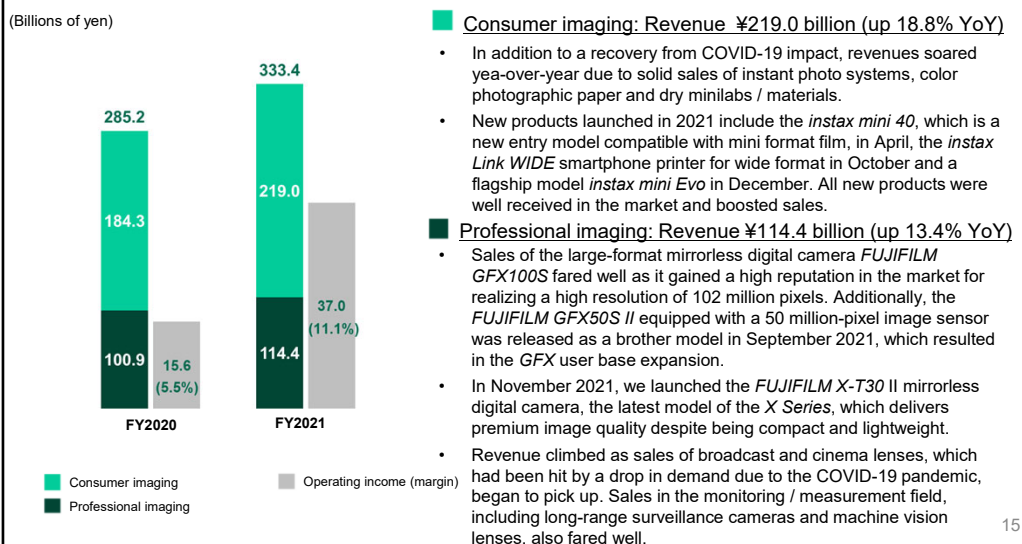 (Billions of yen)
285.2
184.3
100.9
15.6
(5.5%)
FY2020
333.4
219.0
114.4
37.0
(11.1%)
FY2021
Consumer imaging
Professional imaging
Operating income (margin)
Consumer imaging: Revenue ¥219.0 billion (up 18.8% YoY)
• In addition to a recovery from COVID-19 impact, revenues soared
yea-over-year due to solid sales of instant photo systems, color
photographic paper and dry minilabs / materials.
• New products launched in 2021 include the instax mini 40, which is a
new entry model compatible with mini format film, in April, the instax
Link WIDE smartphone printer for wide format in October and a
flagship model instax mini Evo in December. All new products were
well received in the market and boosted sales.
Professional imaging: Revenue ¥114.4 billion (up 13.4% YoY)
• Sales of the large-format mirrorless digital camera FUJIFILM
GFX100S fared well as it gained a high reputation in the market for
realizing a high resolution of 102 million pixels. Additionally, the
FUJIFILM GFX50S II equipped with a 50 million-pixel image sensor
was released as a brother model in September 2021, which resulted
in the GFX user base expansion.
• In November 2021, we launched the FUJIFILM X-T30 II mirrorless
digital camera, the latest model of the X Series, which delivers
premium image quality despite being compact and lightweight.
• Revenue climbed as sales of broadcast and cinema lenses, which
had been hit by a drop in demand due to the COVID-19 pandemic,
began to pick up. Sales in the monitoring / measurement field,
including long-range surveillance cameras and machine vision
lenses, also fared well.
15